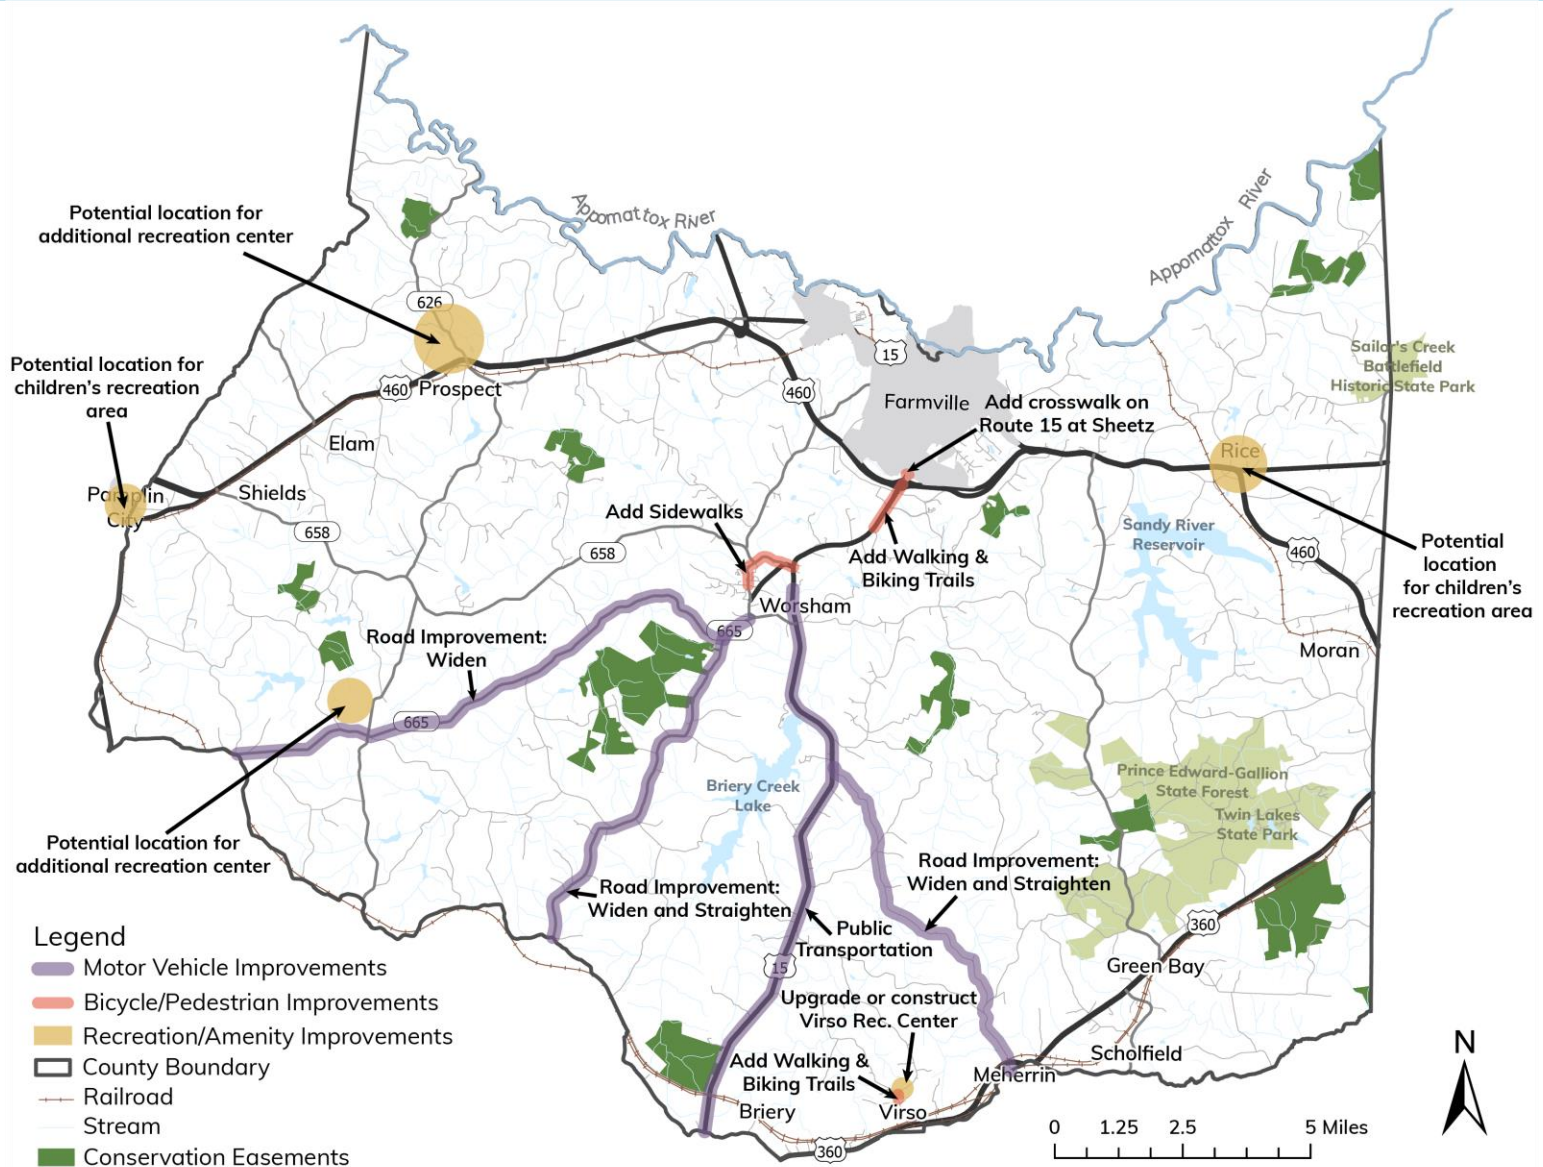 Appomattox River
Appomattox River
Potential location for
additional recreation center
626
Potential location for
children's recreation
area
460
Prospect
Elam
Pamplin
City
Shields
658
658
15
460
Farmville
Add crosswalk on
Route 15 at Sheetz
Sailor's Creek
Battlefield
Historic State Park
Rice
Add Sidewalks
Add Walking &
Biking Trails
Sandy River
Reservoir
460
Potential
location
for children's
recreation area
Worsham
665
Road Improvement:
Widen
665
Moran
Briery Creek
Lake
Prince Edward-Gallion
State Forest
Twin Lakes
State Park
Potential location for
additional recreation center
Road Improvement:
Widen and Straighten
Road Improvement:
Widen and Straighten
Public
Transportation
15
360
Green Bay
Upgrade or construct
Virso Rec. Center
Add Walking &
Biking Trails
Scholfield
Meherrin
Briery
Virso
360
Legend
Motor Vehicle Improvements
Bicycle/Pedestrian Improvements
Recreation/Amenity Improvements
County Boundary
Railroad
Stream
Conservation Easements
N
0 1.25 2.5 5 Miles